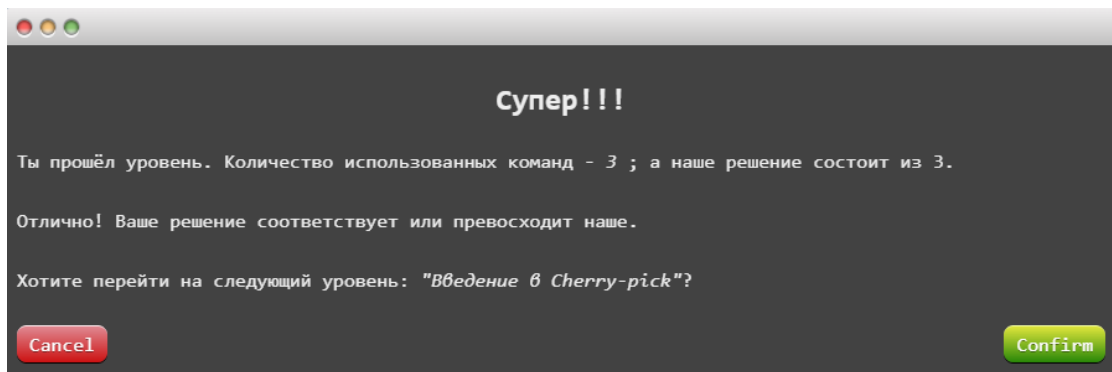 Супер!!!
Ты прошёл уровень. Количество использованных команд - 3 ; а наше решение состоит из 3.
Отлично! Ваше решение соответствует или превосходит наше.
Хотите перейти на следующий уровень: "Введение в Cherry-pick"?
Cancel
Confirm